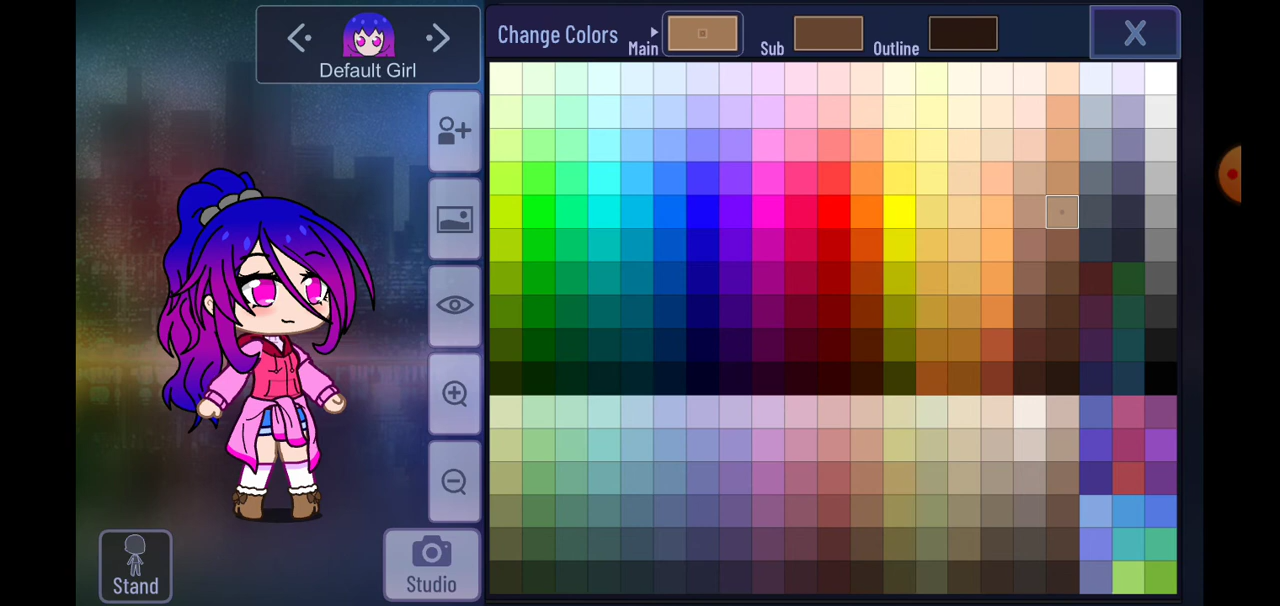 Default Girl
Change Colors
Main
Sub
Outline
X
Stand
Studio